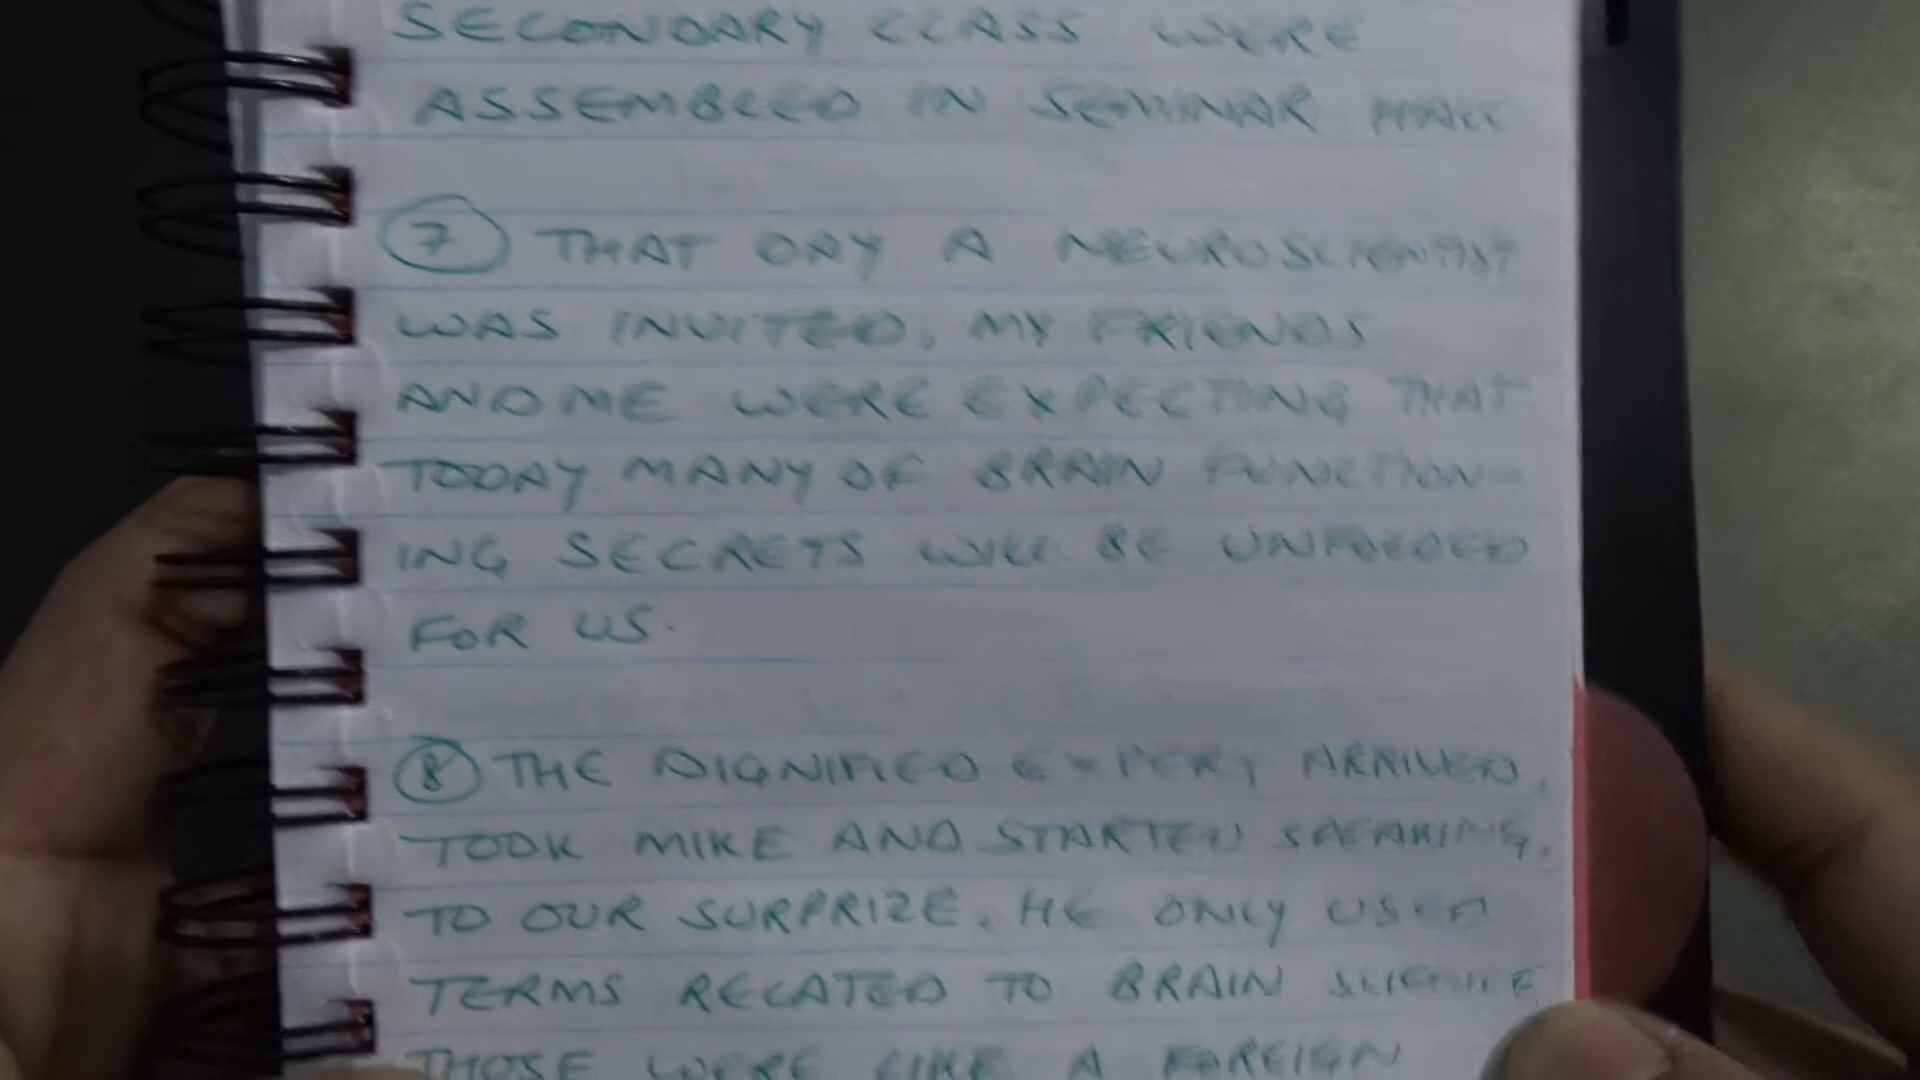 SECONDARY CLASS WERE
ASSEMBLED IN SEMINAR HALL
7 THAT DAY A NEUROSCIENTIST
WAS INVITED, MY FRIENDS
AND ME WERE EXPECTING THAT
TODAY MANY OF BRAIN FUNCTION-
ING SECRETS WILL BE UNFOLDED
FOR US.
8 THE DIGNIFIED EXPERT ARRIVED,
TOOK MIKE AND STARTED SPEAKING,
TO OUR SURPRIZE, HE ONLY USED
TERMS RELATED TO BRAIN SCIENCE
THOSE WERE LIKE A FOREIGN